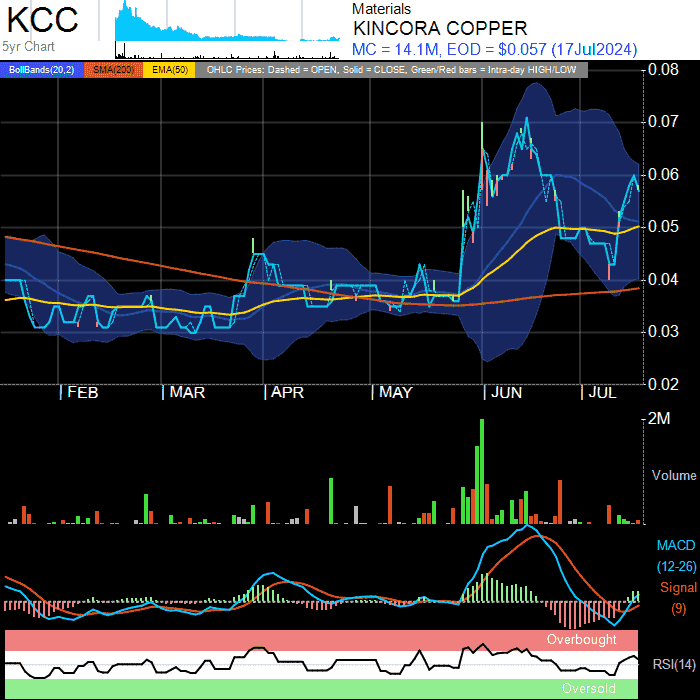 KCC
5yr Chart
Materials
KINCORA COPPER
MC = 14.1M, EOD = $0.057 (17Jul2024)
BollBands(20,2) SMA(200) EMA(50) OHLC Prices: Dashed = OPEN, Solid = CLOSE, Green/Red bars = Intra-day HIGH/LOW
0.08
0.07
0.06
0.05
0.04
0.03
0.02
FEB MAR APR MAY JUN JUL
2M
Volume
MACD
(12-26)
Signal
(9)
Overbought
RSI(14)
Oversold